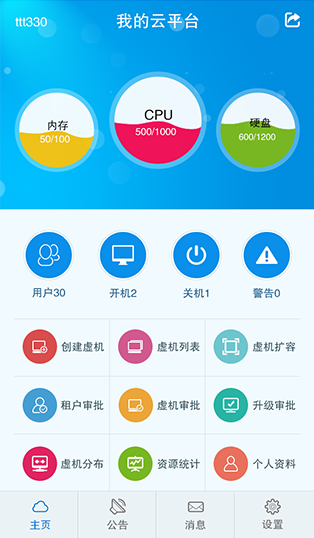 ttt330 我的云平台
内存
50/100
CPU
500/1000
硬盘
600/1200
用户30 开机2 关机1 警告0
创建虚机 虚机列表 虚机扩容
租户审批 虚机审批 升级审批
虚机分布 资源统计 个人资料
主页 公告 消息 设置